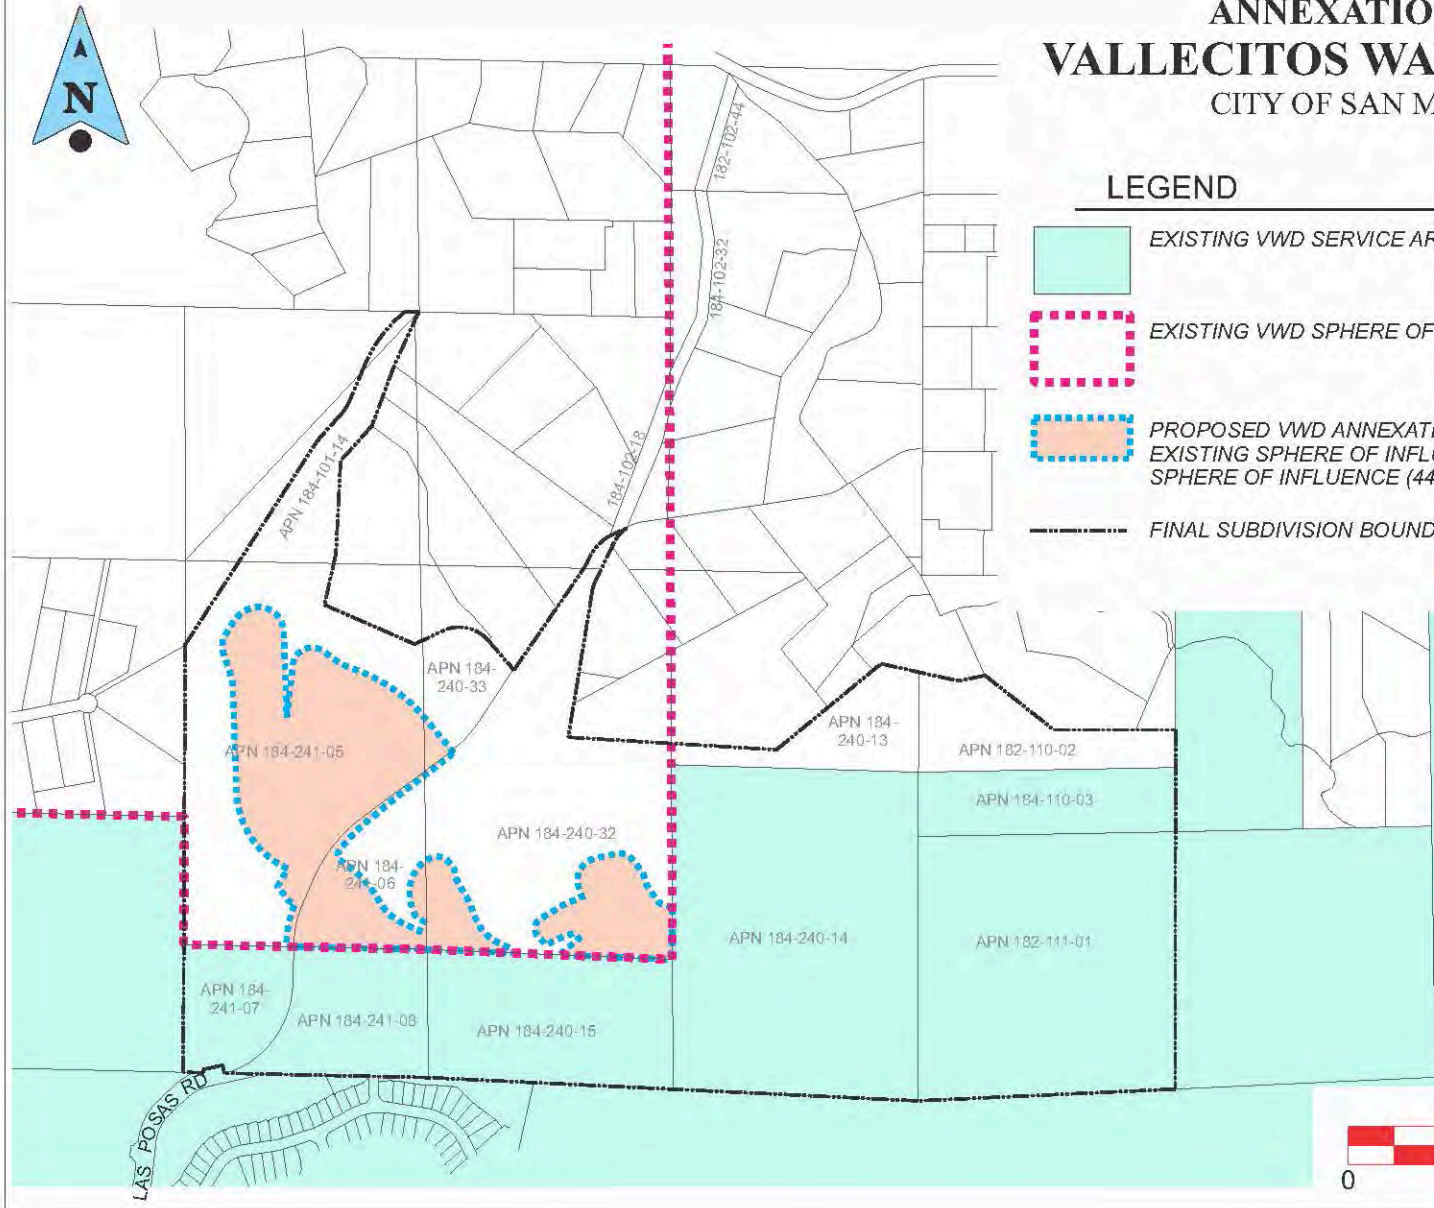 ANNEXATIO
VALLECITOS WA
CITY OF SAN M
N
LEGEND
EXISTING VWD SERVICE AR
EXISTING VWD SPHERE OF
PROPOSED VWD ANNEXATI
EXISTING SPHERE OF INFLU
SPHERE OF INFLUENCE (44
FINAL SUBDIVISION BOUND
182-102-44
184-102-32
184-102-18
APN 184-101-14
APN 184-
240-33
APN 184-
240-13
APN 182-110-02
APN 184-241-05
APN 184-110-03
APN 184-240-32
APN 184-
241-06
APN 184-240-14
APN 182-111-01
APN 184-
241-07
APN 184-241-08
APN 184-240-15
LAS POSAS RD
0